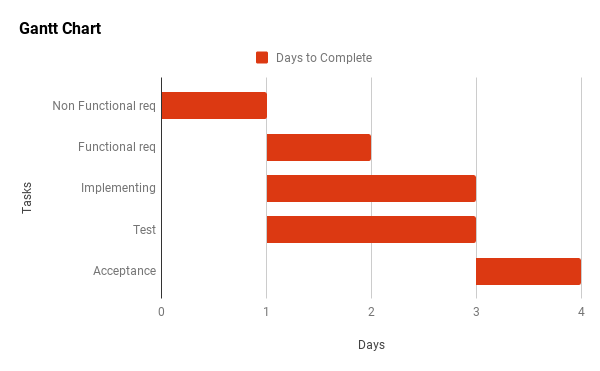 Gantt Chart
Days to Complete
Tasks
Non Functional req
Functional req
Implementing
Test
Acceptance
0 1 2 3 4
Days